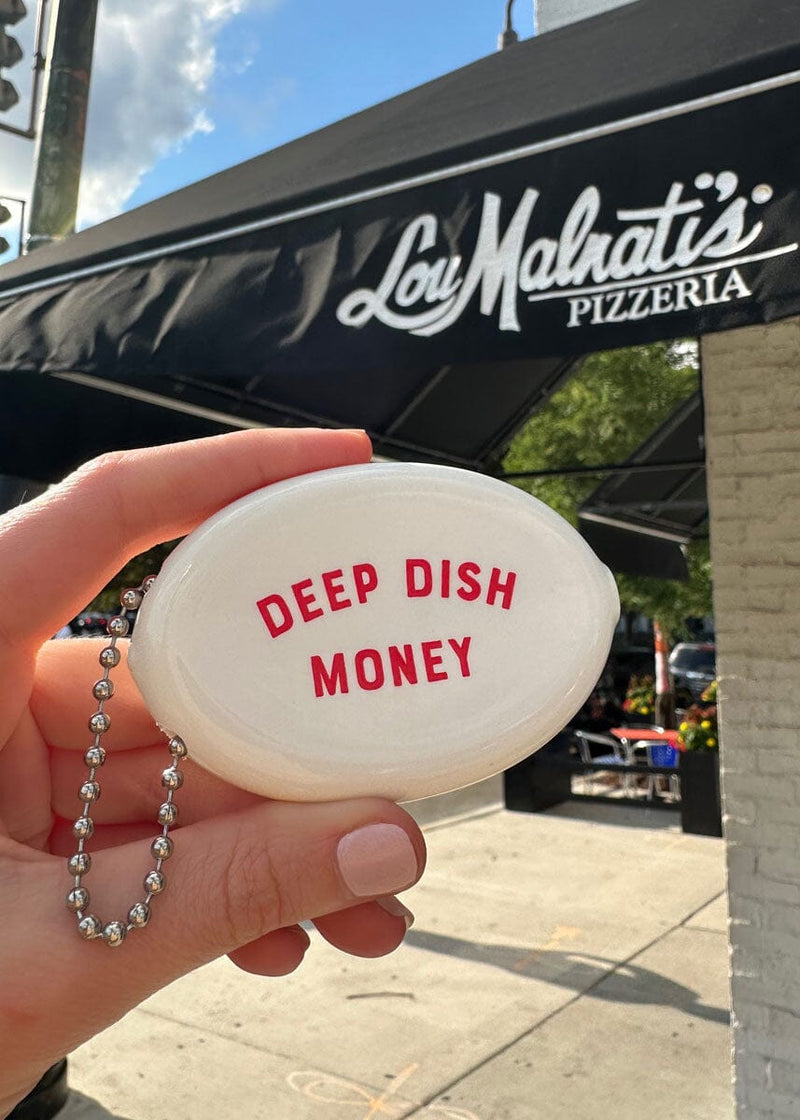 Lou Malnati's
PIZZERIA
DEEP DISH
MONEY